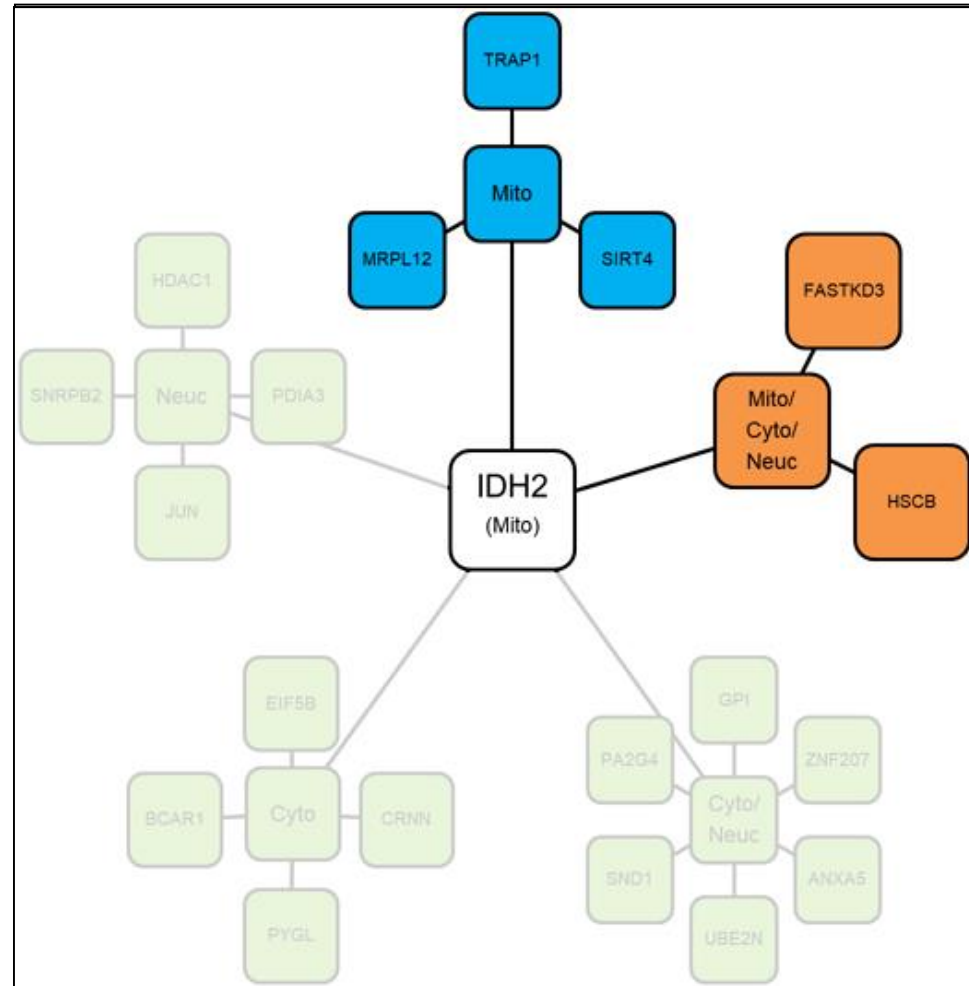 TRAP1
Mito
MRPL12
SIRT4
FASTKD3
Mito/
Cyto/
Neuc
HSCB
HDAC1
SNRPB2
Neuc
PDIA3
JUN
IDH2
(Mito)
EIF5B
BCAR1
Cyto
CRNN
PYGL
GPI
PA2G4
ZNF207
Cyto/
Neuc
SND1
ANXA5
UBE2N